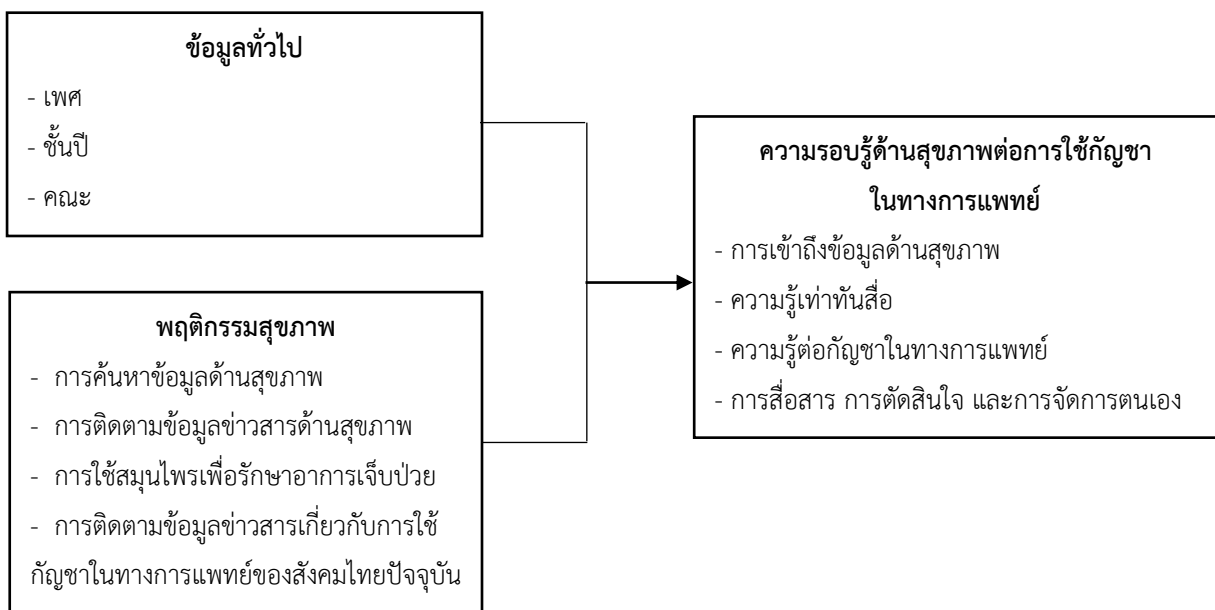 ข้อมูลทั่วไป
- เพศ
- ชั้นปี
- คณะ
พฤติกรรมสุขภาพ
- การค้นหาข้อมูลด้านสุขภาพ
- การติดตามข้อมูลข่าวสารด้านสุขภาพ
- การใช้สมุนไพรเพื่อรักษาอาการเจ็บป่วย
- การติดตามข้อมูลข่าวสารเกี่ยวกับการใช้
กัญชาในทางการแพทย์ของสังคมไทยปัจจุบัน
ความรอบรู้ด้านสุขภาพต่อการใช้กัญชา
ในทางการแพทย์
- การเข้าถึงข้อมูลด้านสุขภาพ
- ความรู้เท่าทันสื่อ
- ความรู้ต่อกัญชาในทางการแพทย์
- การสื่อสาร การตัดสินใจ และการจัดการตนเอง